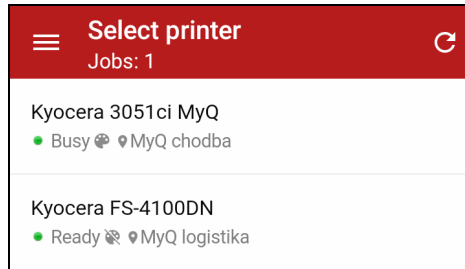 Select printer
Jobs: 1
Kyocera 3051ci MyQ
Busy MyQ chodba
Kyocera FS-4100DN
Ready MyQ logistika